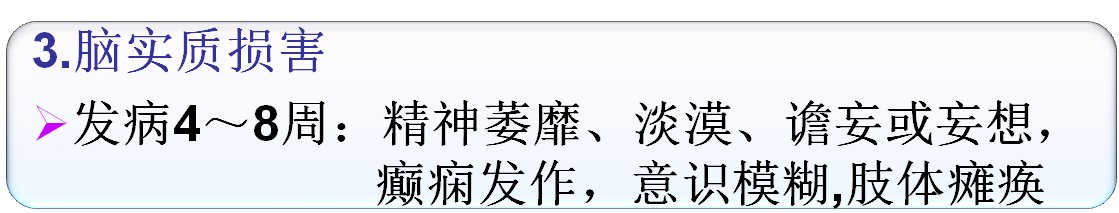 3.脑实质损害
➢发病4～8周：精神萎靡、淡漠、谵妄或妄想，
癫痫发作，意识模糊,肢体瘫痪